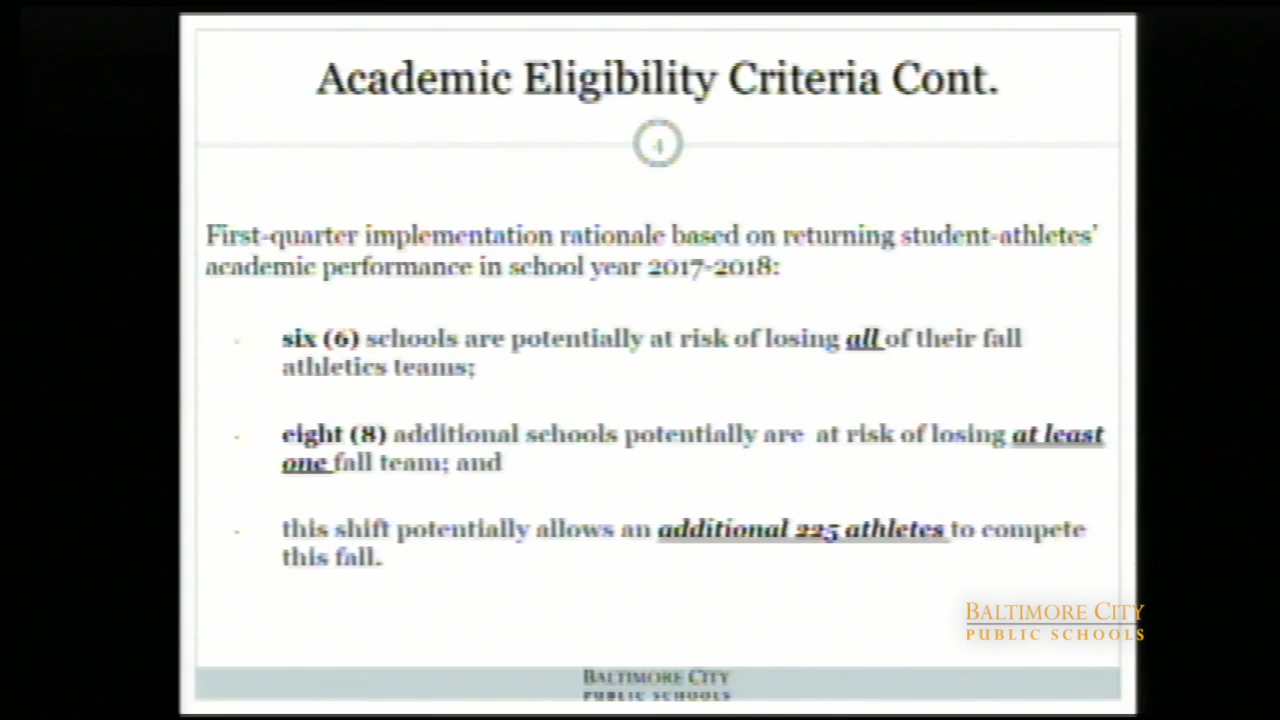 Academic Eligibility Criteria Cont.
4
First-quarter implementation rationale based on returning student-athletes'
academic performance in school year 2017-2018:
six (6) schools are potentially at risk of losing all of their fall
athletics teams;
eight (8) additional schools potentially are at risk of losing at least
one fall team; and
this shift potentially allows an additional 225 athletes to compete
this fall.
BALTIMORE CITY
PUBLIC SCHOOLS
BALTIMORE CITY
PUBLIC SCHOOLS